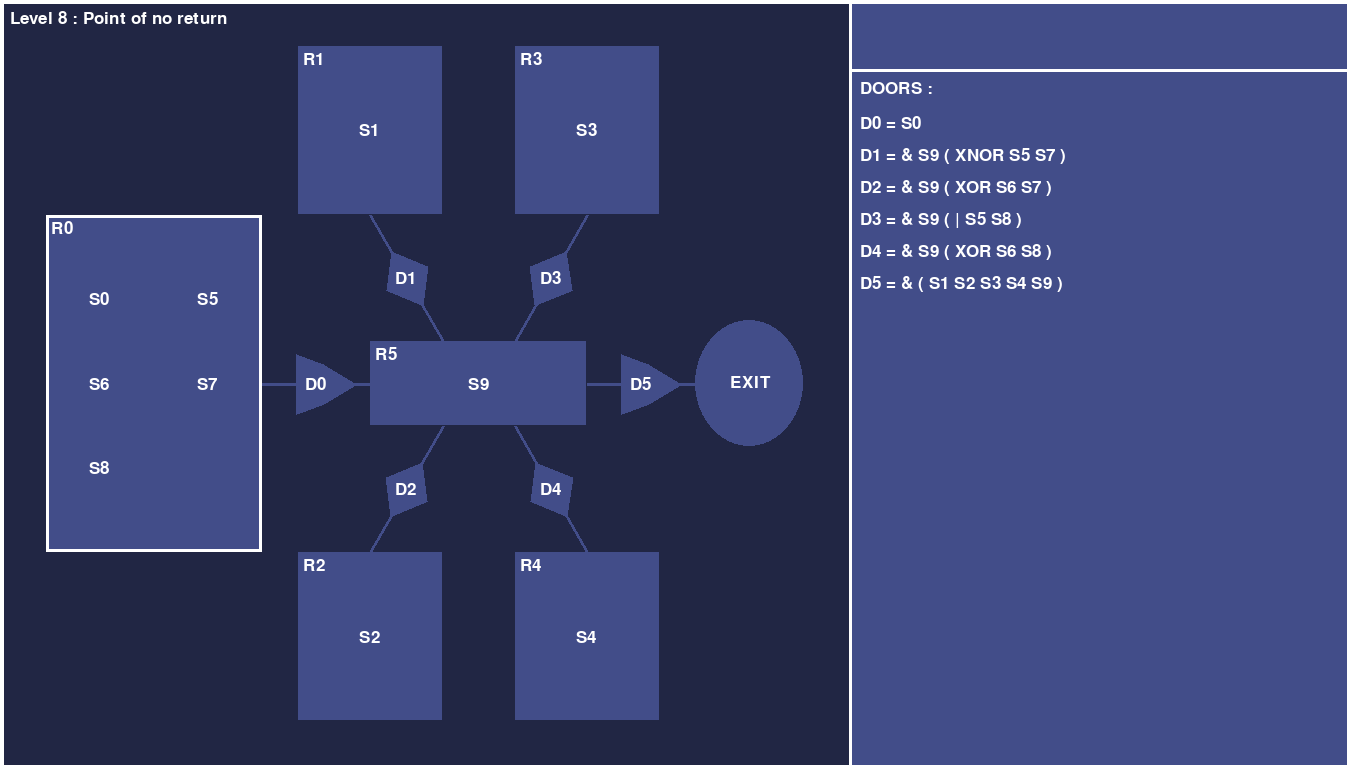 Level 8 : Point of no return
R1
S1
R3
S3
R0
S0 S5
S6 S7
S8
D1
D3
D0
R5
S9
D5
EXIT
D2
D4
R2
S2
R4
S4
DOORS :
D0 = S0
D1 = & S9 ( XNOR S5 S7 )
D2 = & S9 ( XOR S6 S7 )
D3 = & S9 ( | S5 S8 )
D4 = & S9 ( XOR S6 S8 )
D5 = & ( S1 S2 S3 S4 S9 )